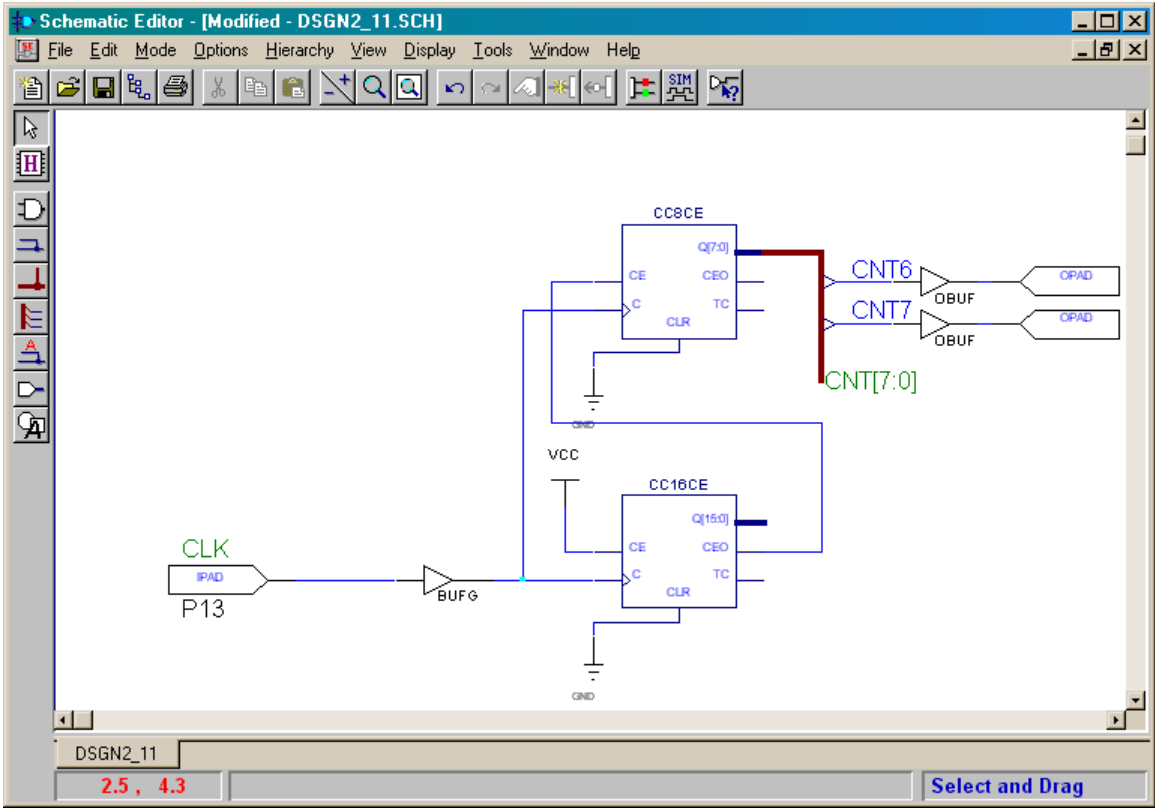 Schematic Editor - [Modified - DSGN2_11.SCH]
File Edit Mode Options Hierarchy View Display Tools Window Help
SIM
H
A
A
CC8CE
Q[7:0]
CE
CEO
C
TC
CLR
CNT6
OBUF
OPAD
CNT7
OBUF
OPAD
CNT[7:0]
GND
VCC
CC16CE
Q[15:0]
CE
CEO
C
TC
CLR
GND
CLK
IPAD
P13
BUFG
DSGN2_11
2.5 , 4.3
Select and Drag